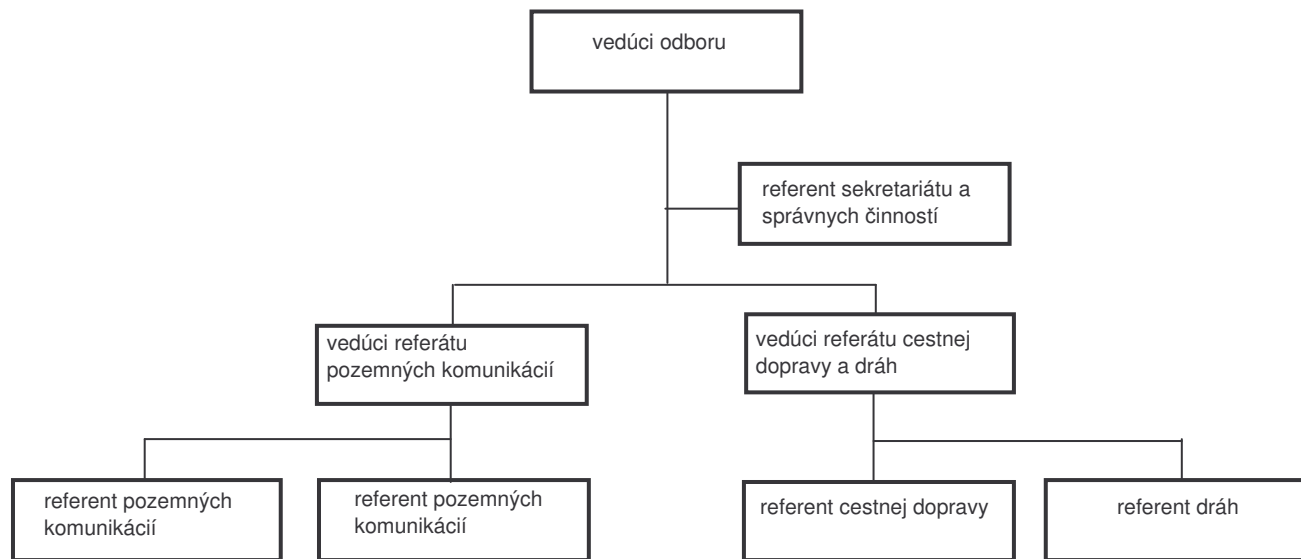 vedúci odboru
referent sekretariátu a
správnych činností
vedúci referátu
pozemných komunikácií
vedúci referátu cestnej
dopravy a dráh
referent pozemných
komunikácií
referent pozemných
komunikácií
referent cestnej dopravy
referent dráh